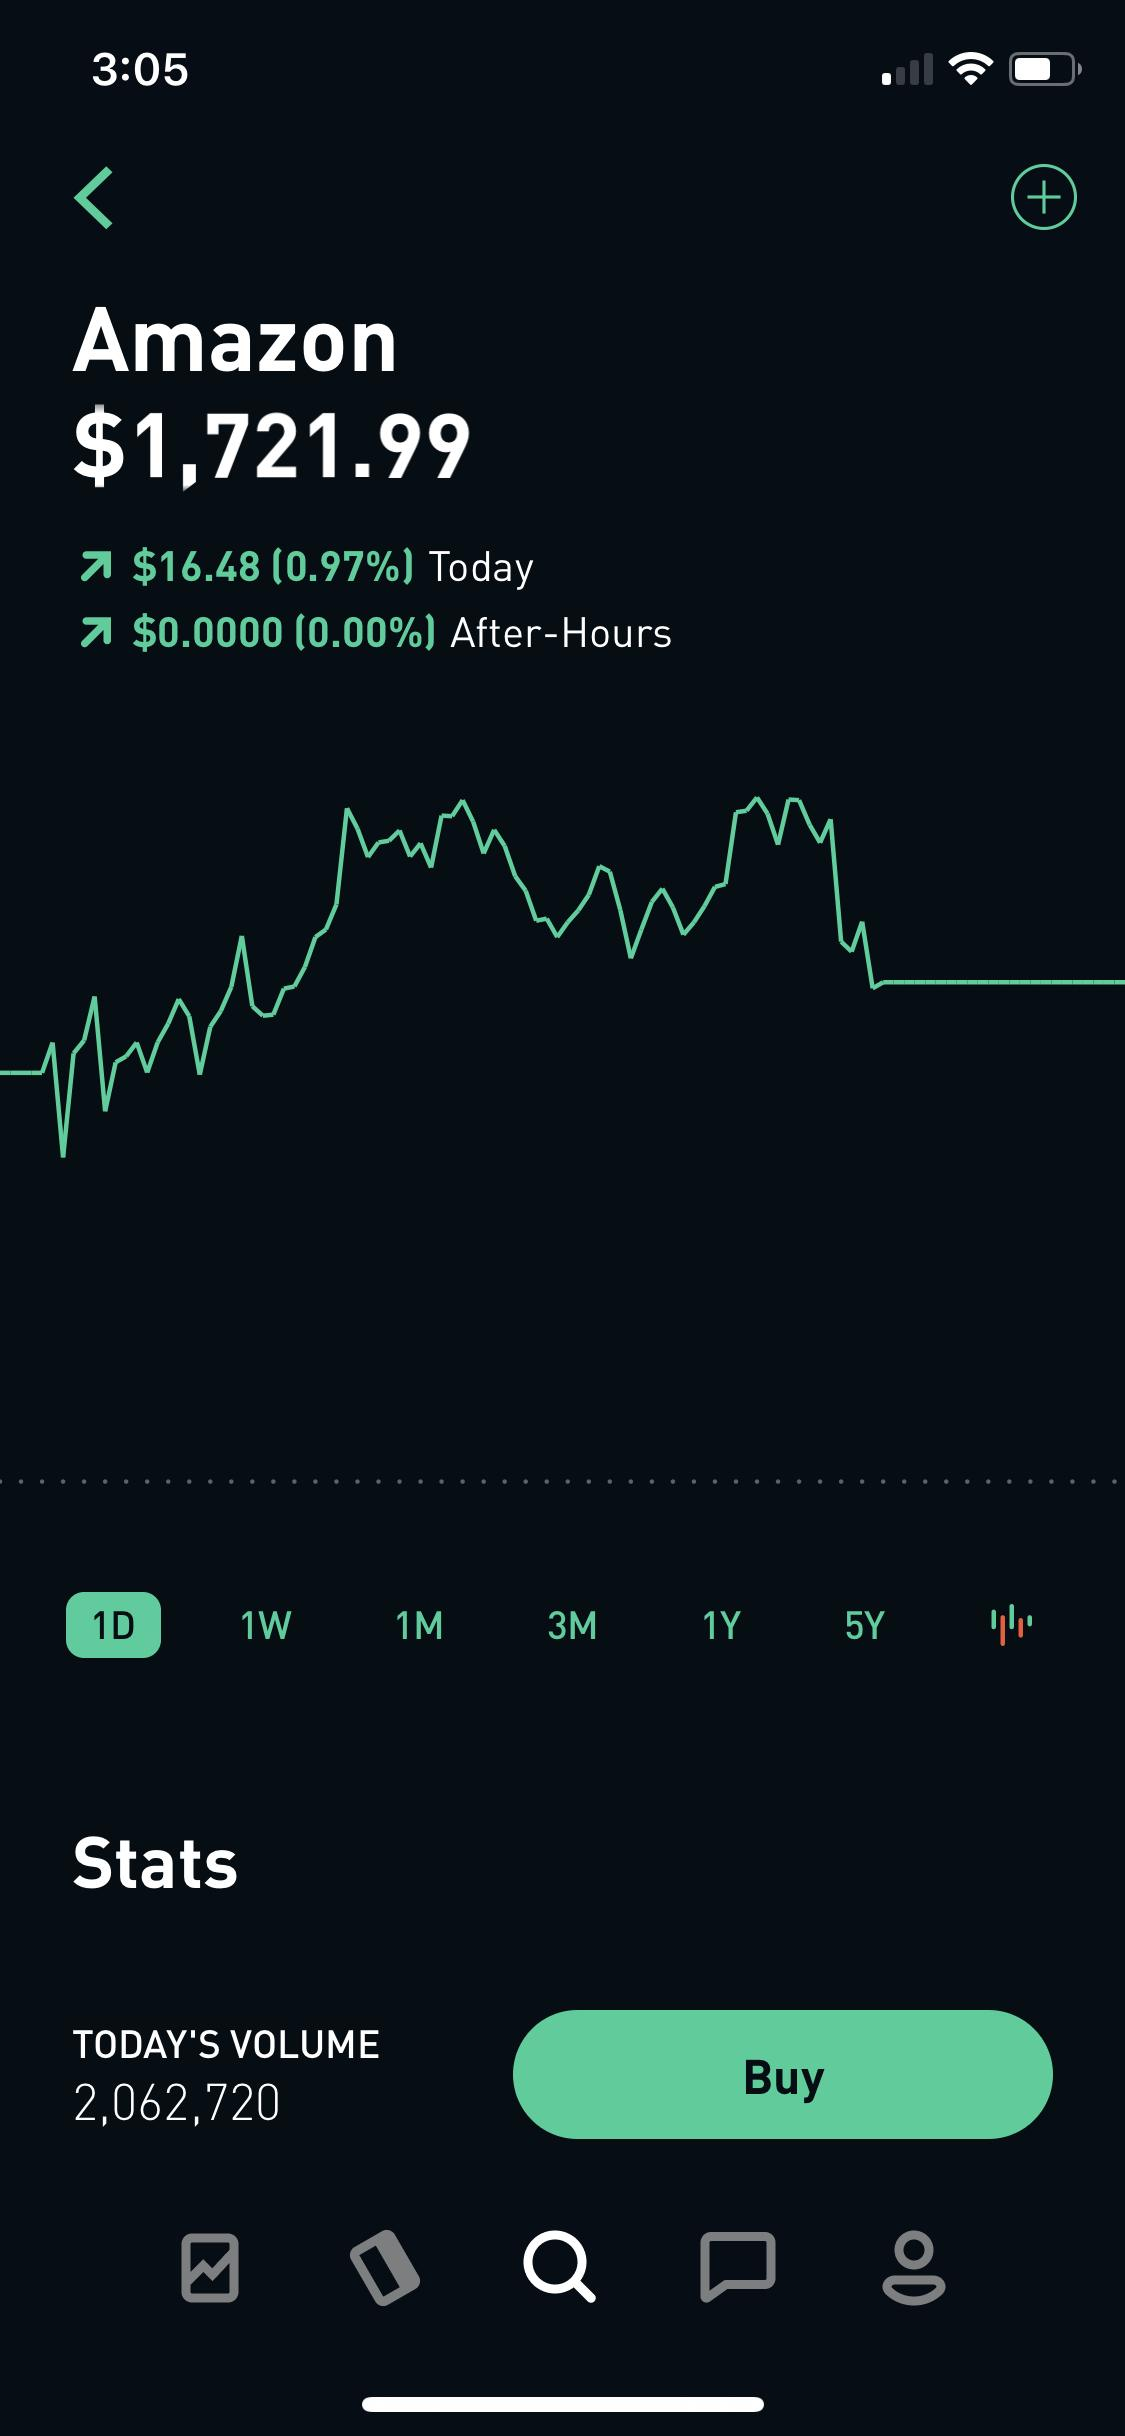 3:05
Amazon
$1,721.99
$16.48 (0.97%) Today
$0.0000 (0.00%) After-Hours
1D 1W 1M 3M 1Y 5Y
Stats
TODAY'S VOLUME
2,062,720
Buy